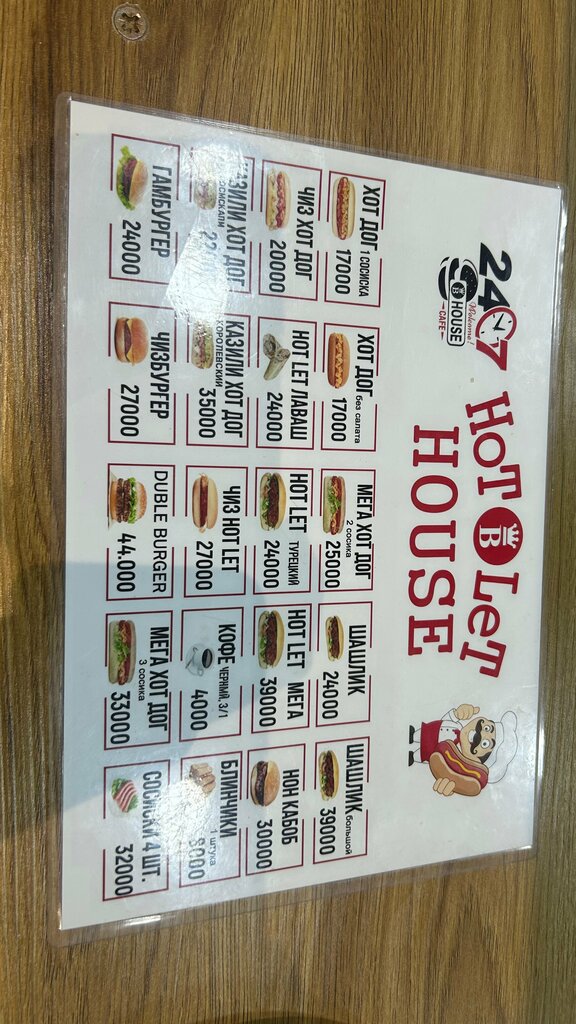 24/7
Welcome!
B HOUSE
CAFE
HOT B LET
HOUSE
ХОТ ДОГ 1 СОСИСКА
17000
ХОТ ДОГ без салата
17000
МЕГА ХОТ ДОГ
2 сосика
25000
ШАШЛИК
24000
ШАШЛИК большой
39000
ЧИЗ ХОТ ДОГ
20000
HOT LET ЛАВАШ
24000
HOT LET ТУРЕЦКИЙ
24000
HOT LET МЕГА
39000
НОН КАБОБ
30000
КАЗИЛИ ХОТ ДОГ
КАЗИЛИ ХОТ ДОГ
КОРОЛЕВСКИЙ
35000
ЧИЗ HOT LET
27000
КОФЕ ЧЕРНЫЙ, 3/1
4000
БЛИНЧИКИ
1 штука
ГАМБУРГЕР
24000
ЧИЗБУРГЕР
27000
DUBLE BURGER
44.000
МЕГА ХОТ ДОГ
3 сосика
33000
СОСИСКИ 4 ШТ.
32000